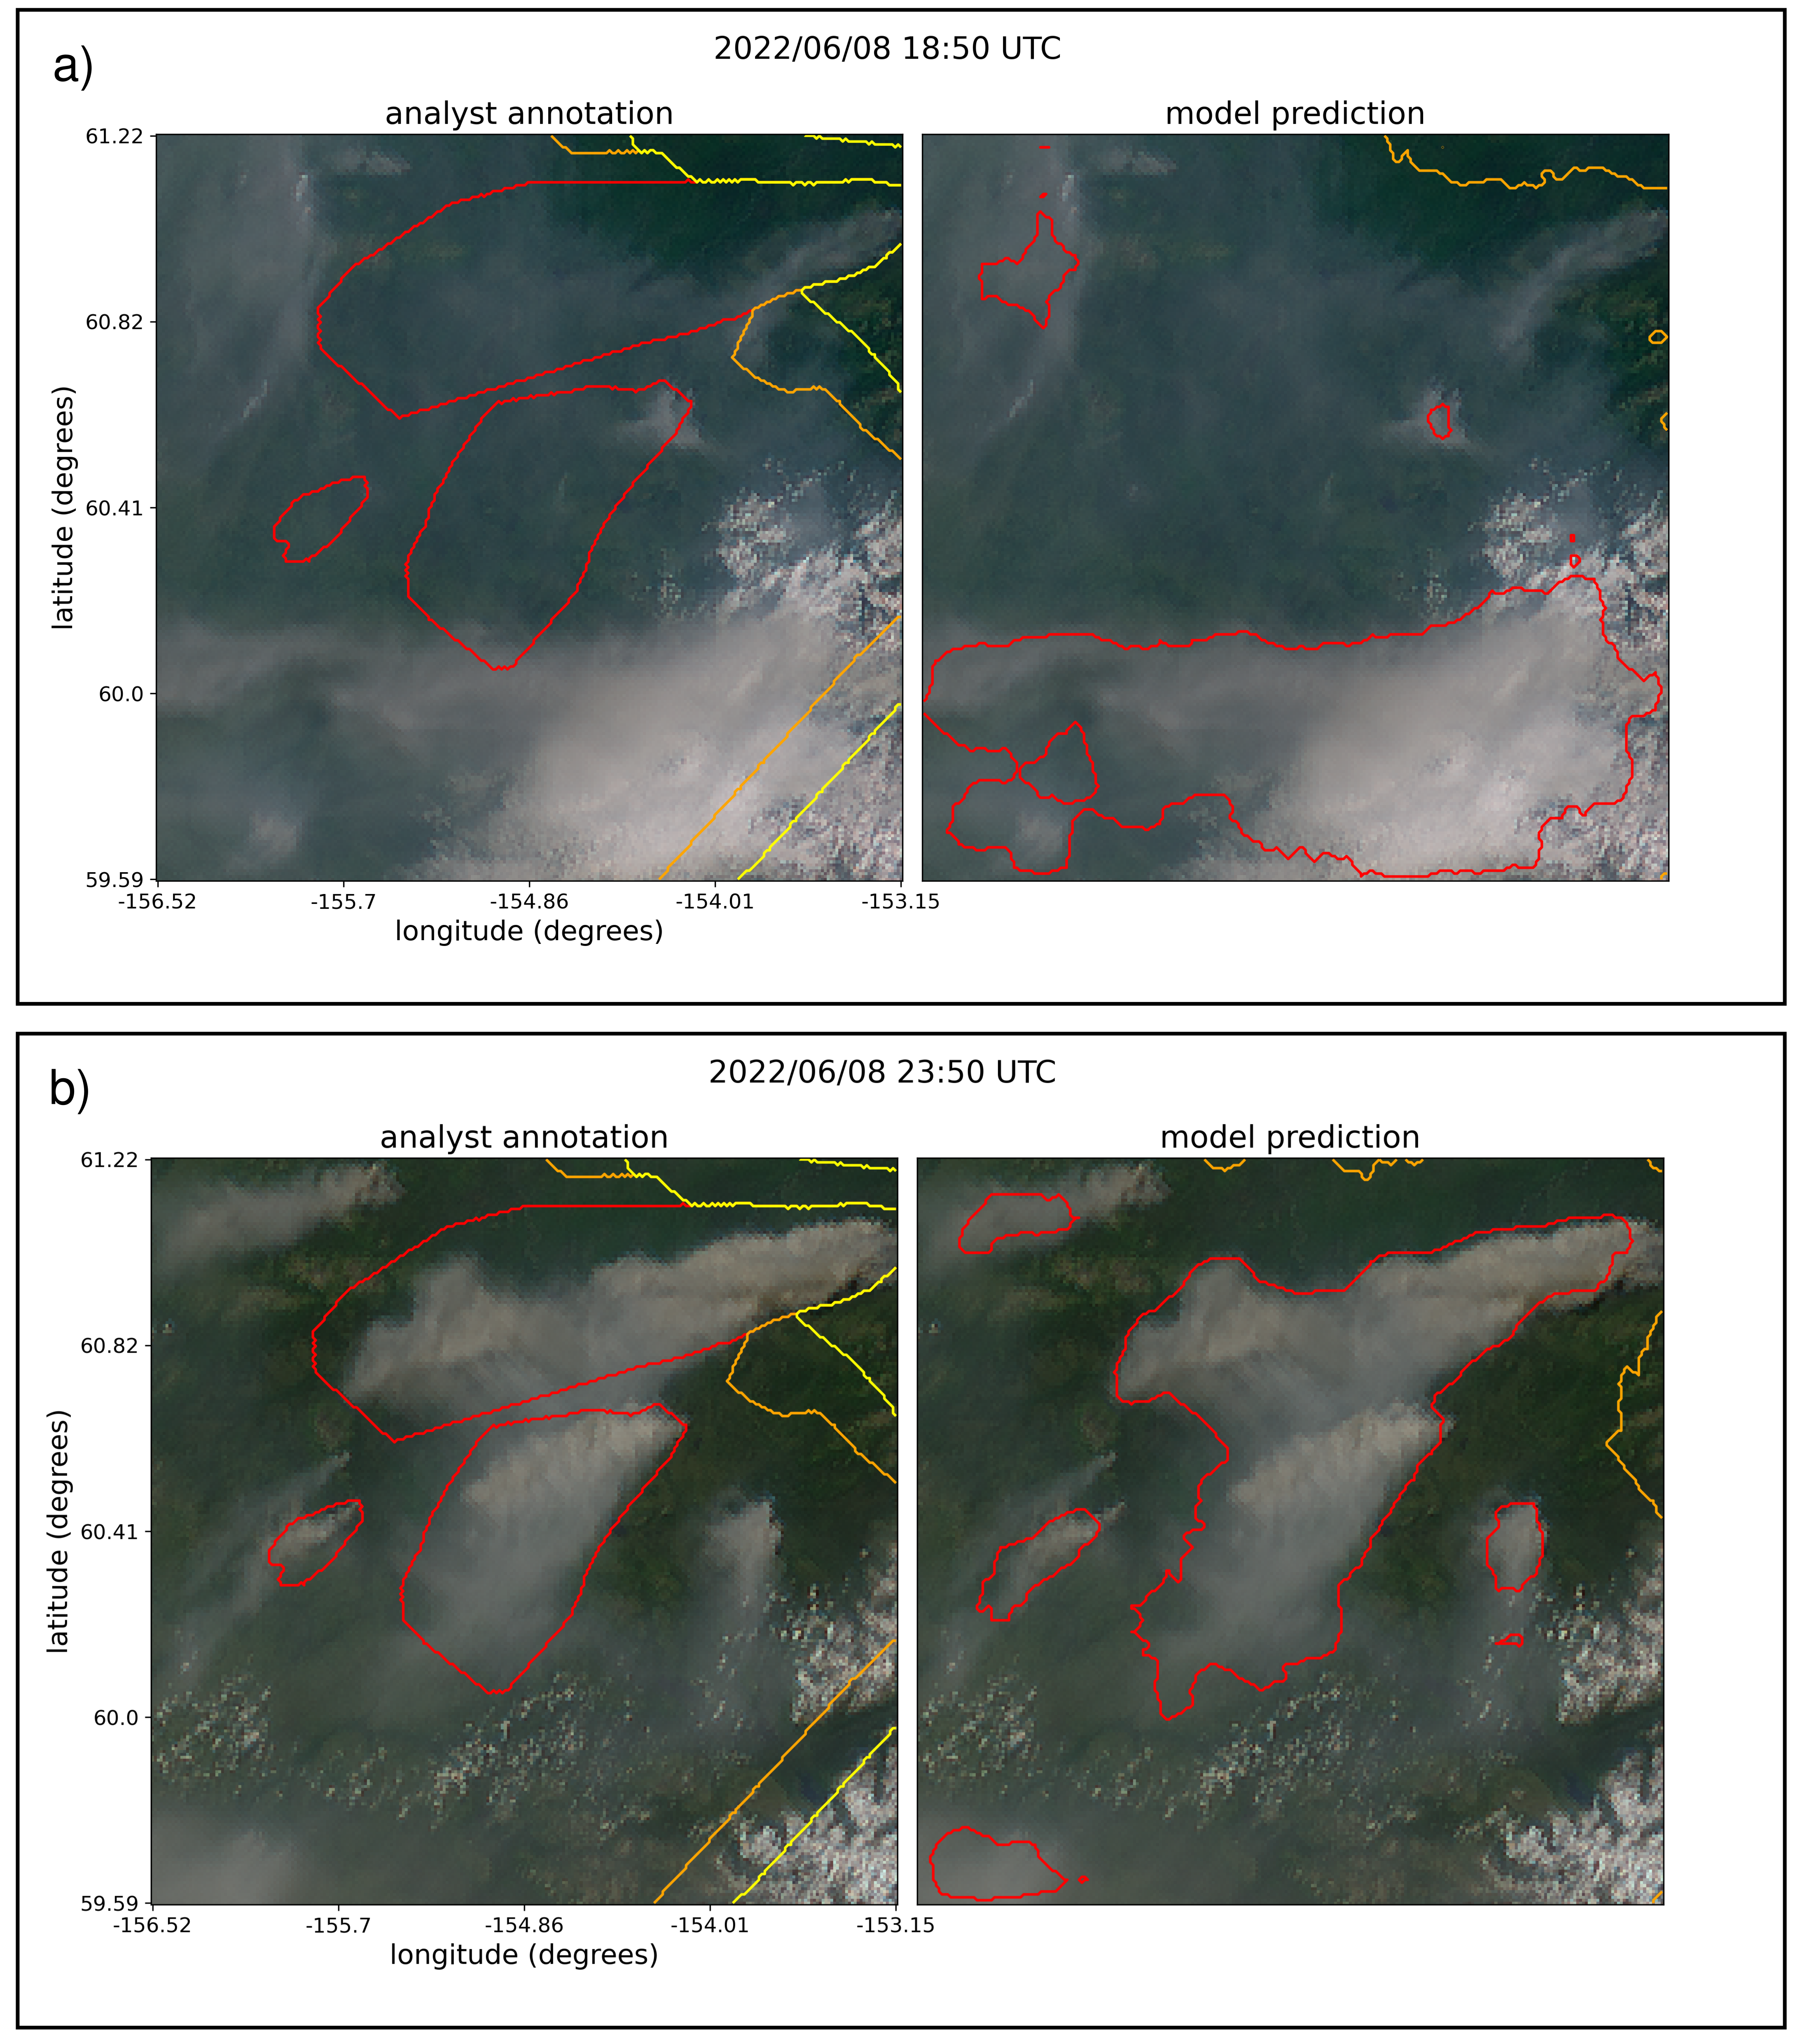 a)
2022/06/08 18:50 UTC
analyst annotation
model prediction
61.22
60.82
60.41
60.0
59.59
latitude (degrees)
-156.52
-155.7
-154.86
-154.01
-153.15
longitude (degrees)
b)
2022/06/08 23:50 UTC
analyst annotation
model prediction
61.22
60.82
60.41
60.0
59.59
latitude (degrees)
-156.52
-155.7
-154.86
-154.01
-153.15
longitude (degrees)